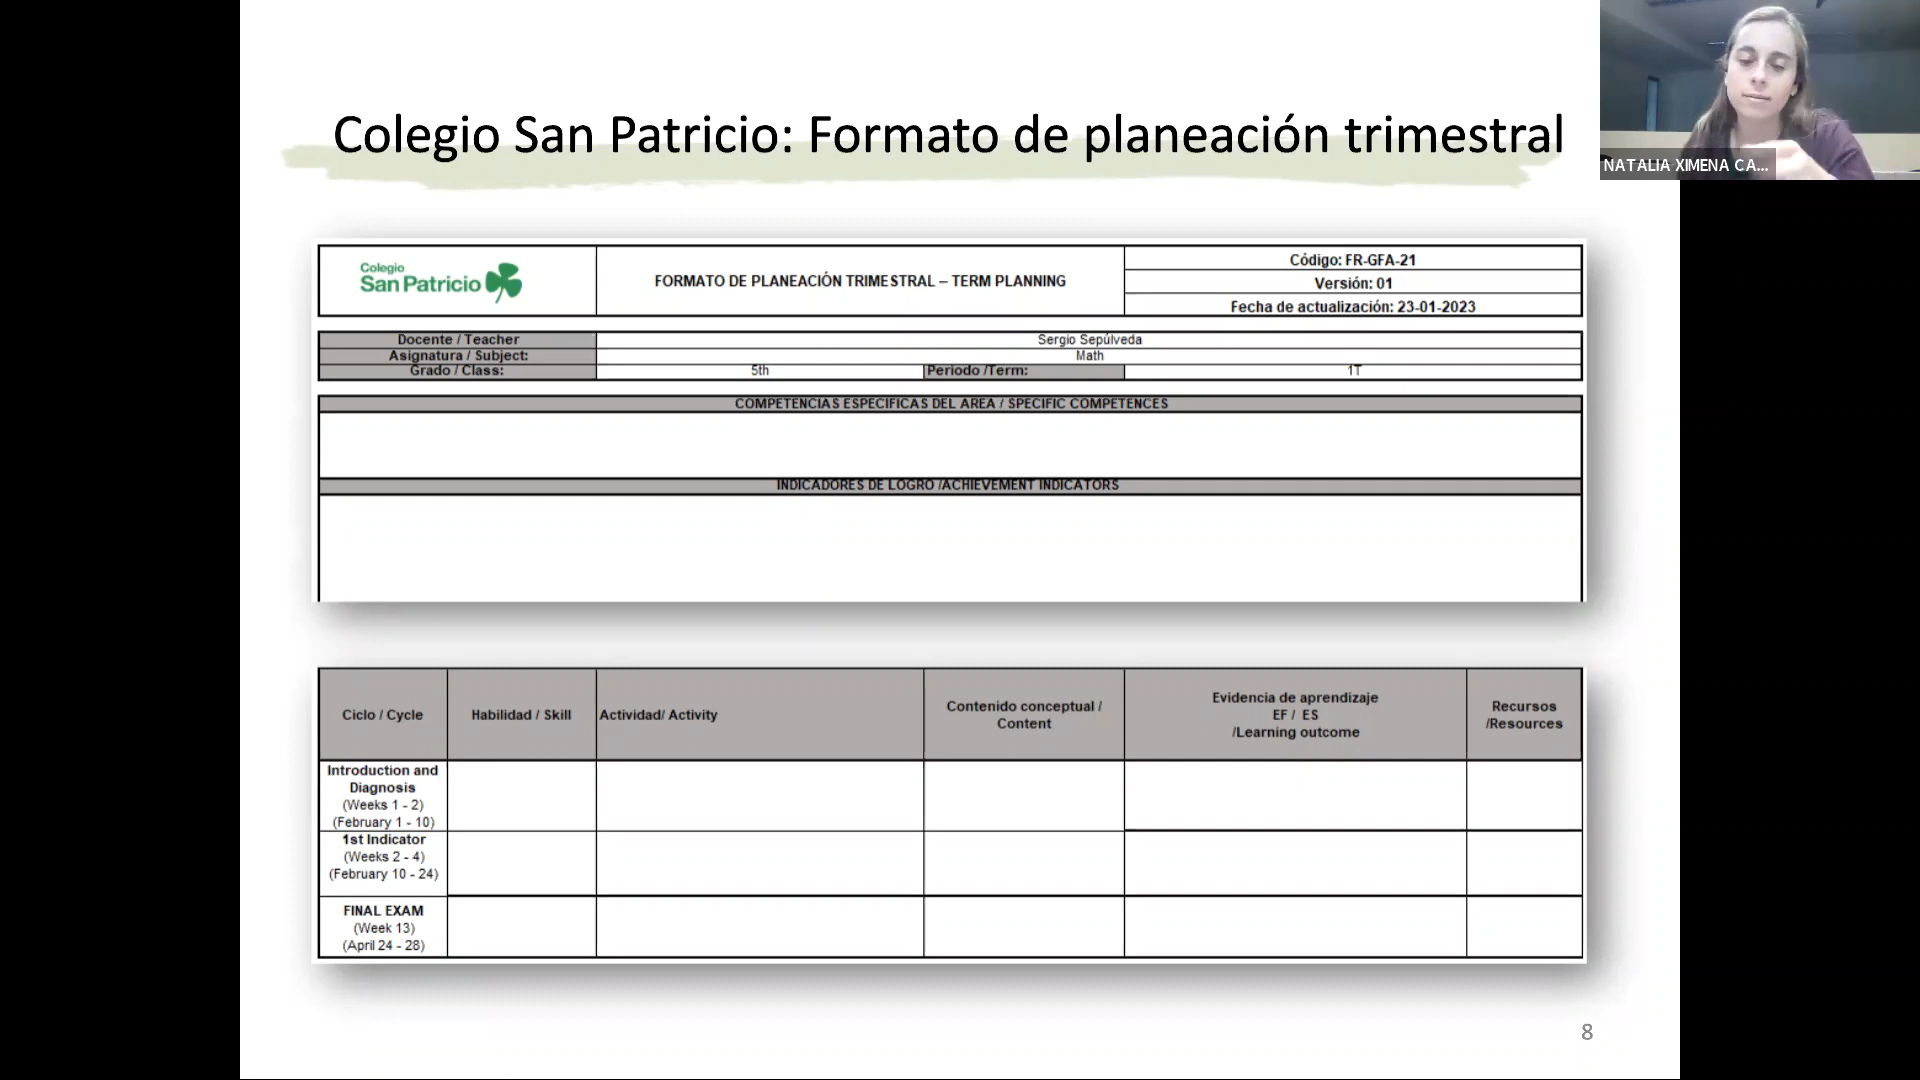 Colegio San Patricio: Formato de planeación trimestral
NATALIA XIMENA CA...
Colegio
San Patricio
FORMATO DE PLANEACIÓN TRIMESTRAL – TERM PLANNING
Código: FR-GFA-21
Versión: 01
Fecha de actualización: 23-01-2023
Docente / Teacher
Sergio Sepúlveda
Asignatura / Subject:
Math
Grado / Class:
5th
Periodo /Term:
1T
COMPETENCIAS ESPECIFICAS DEL AREA / SPECIFIC COMPETENCES
INDICADORES DE LOGRO /ACHIEVEMENT INDICATORS
Ciclo / Cycle
Habilidad / Skill
Actividad/ Activity
Contenido conceptual /
Content
Evidencia de aprendizaje
EF / ES
/Learning outcome
Recursos
/Resources
Introduction and
Diagnosis
(Weeks 1 - 2)
(February 1 - 10)
1st Indicator
(Weeks 2 - 4)
(February 10 - 24)
FINAL EXAM
(Week 13)
(April 24 - 28)
8